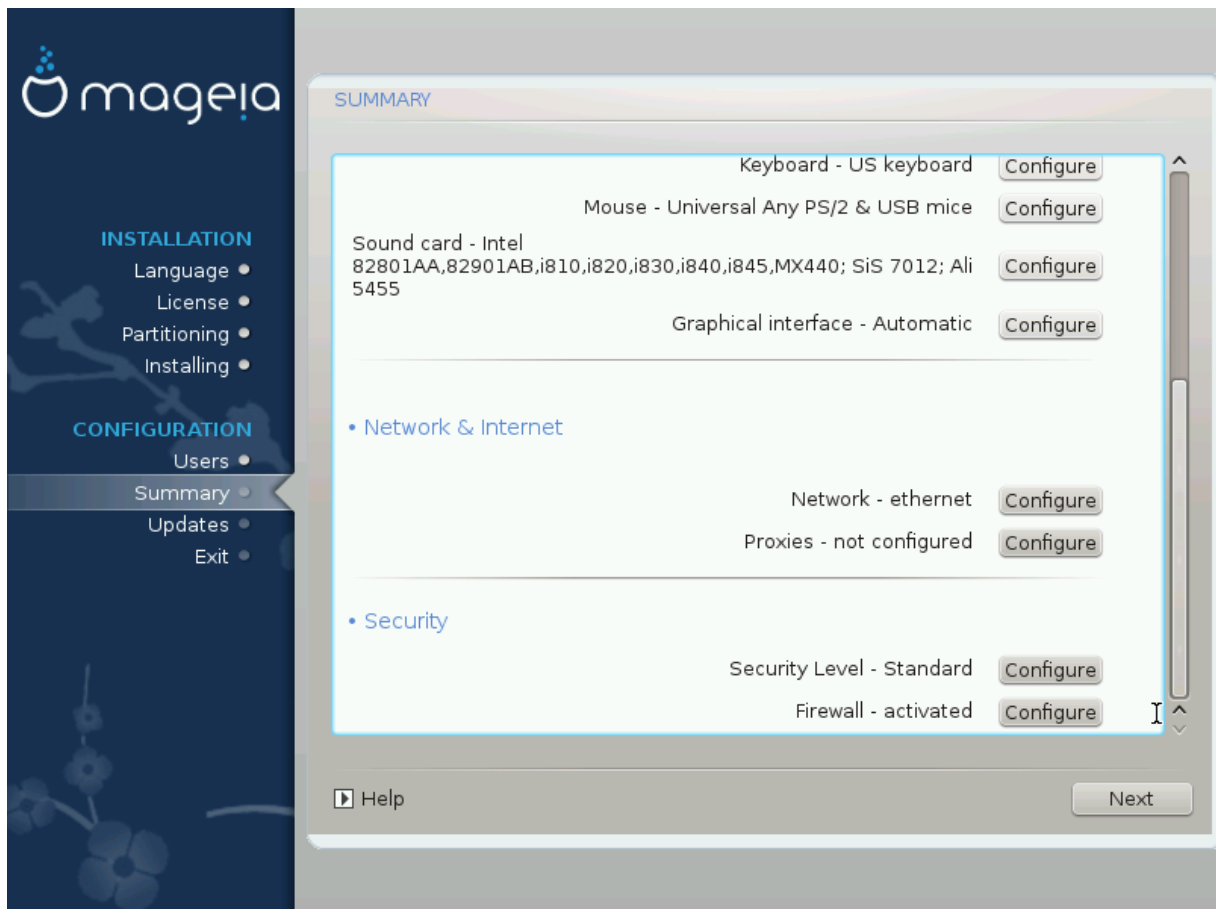 mageia
INSTALLATION
Language
License
Partitioning
Installing
CONFIGURATION
Users
Summary
Updates
Exit
SUMMARY
Keyboard - US keyboard Configure
Mouse - Universal Any PS/2 & USB mice Configure
Sound card - Intel
82801AA,82901AB,i810,i820,i830,i840,i845,MX440; SiS 7012; Ali Configure
5455
Graphical interface - Automatic Configure
• Network & Internet
Network - ethernet Configure
Proxies - not configured Configure
• Security
Security Level - Standard Configure
Firewall - activated Configure
Help
Next